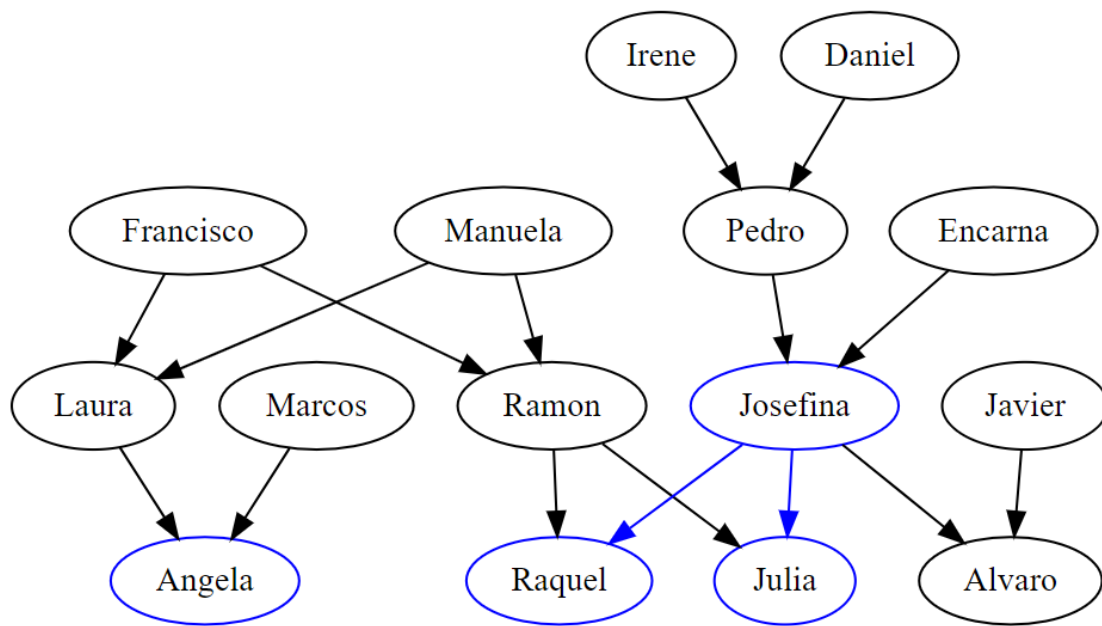 Irene
Daniel
Francisco
Manuela
Pedro
Encarna
Laura
Marcos
Ramon
Josefina
Javier
Angela
Raquel
Julia
Alvaro